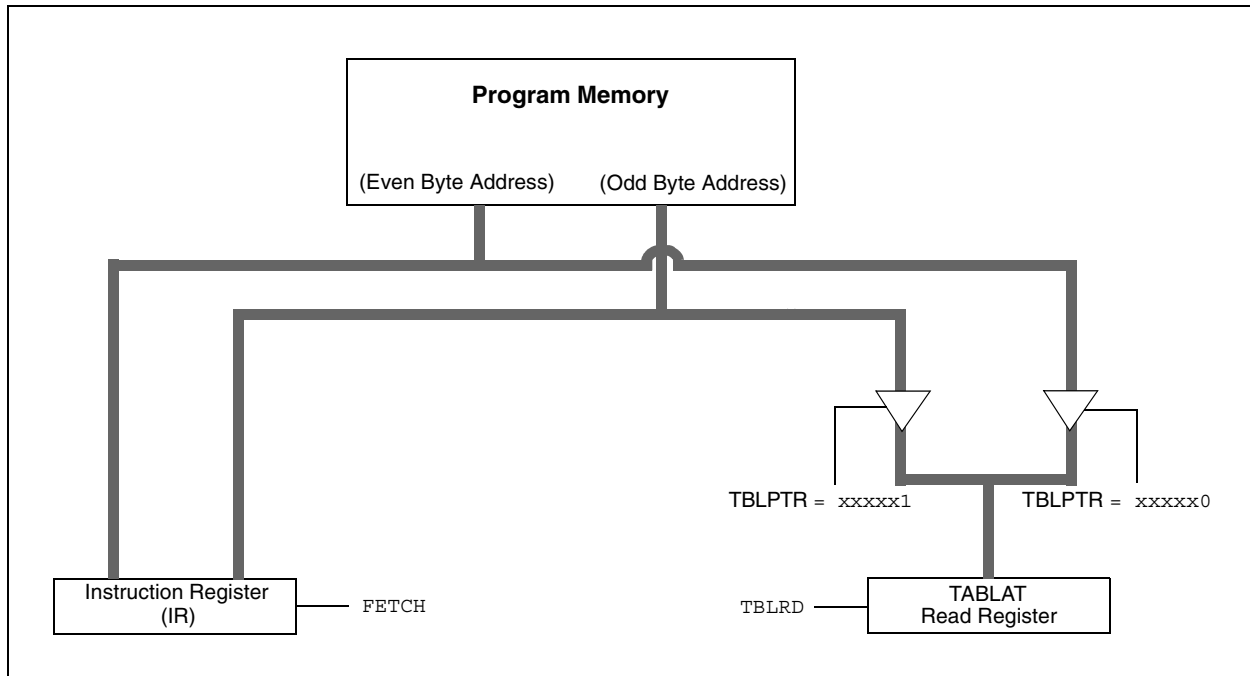 Program Memory
(Even Byte Address) (Odd Byte Address)
TBLPTR = xxxxx1 TBLPTR = xxxxx0
Instruction Register
(IR)
FETCH
TBLRD
TABLAT
Read Register